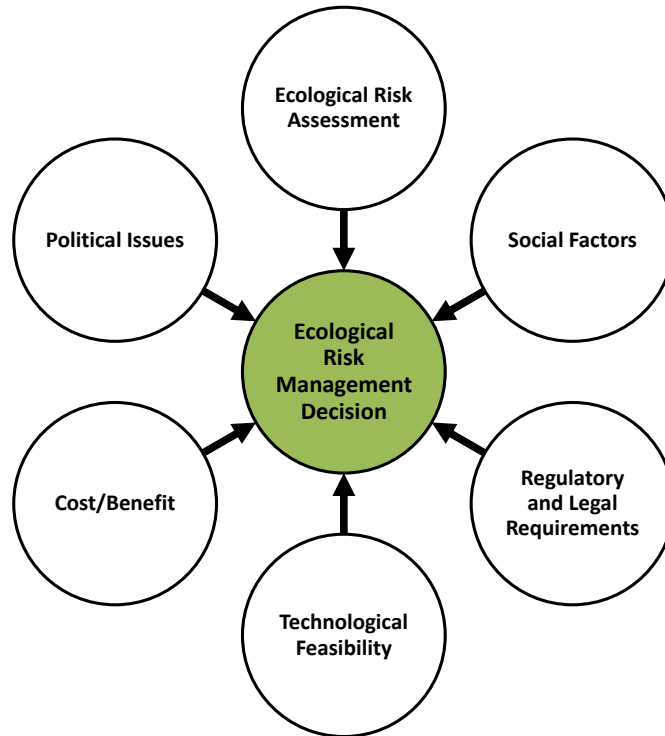 Ecological Risk
Assessment
Political Issues
Social Factors
Ecological
Risk
Management
Decision
Cost/Benefit
Regulatory
and Legal
Requirements
Technological
Feasibility